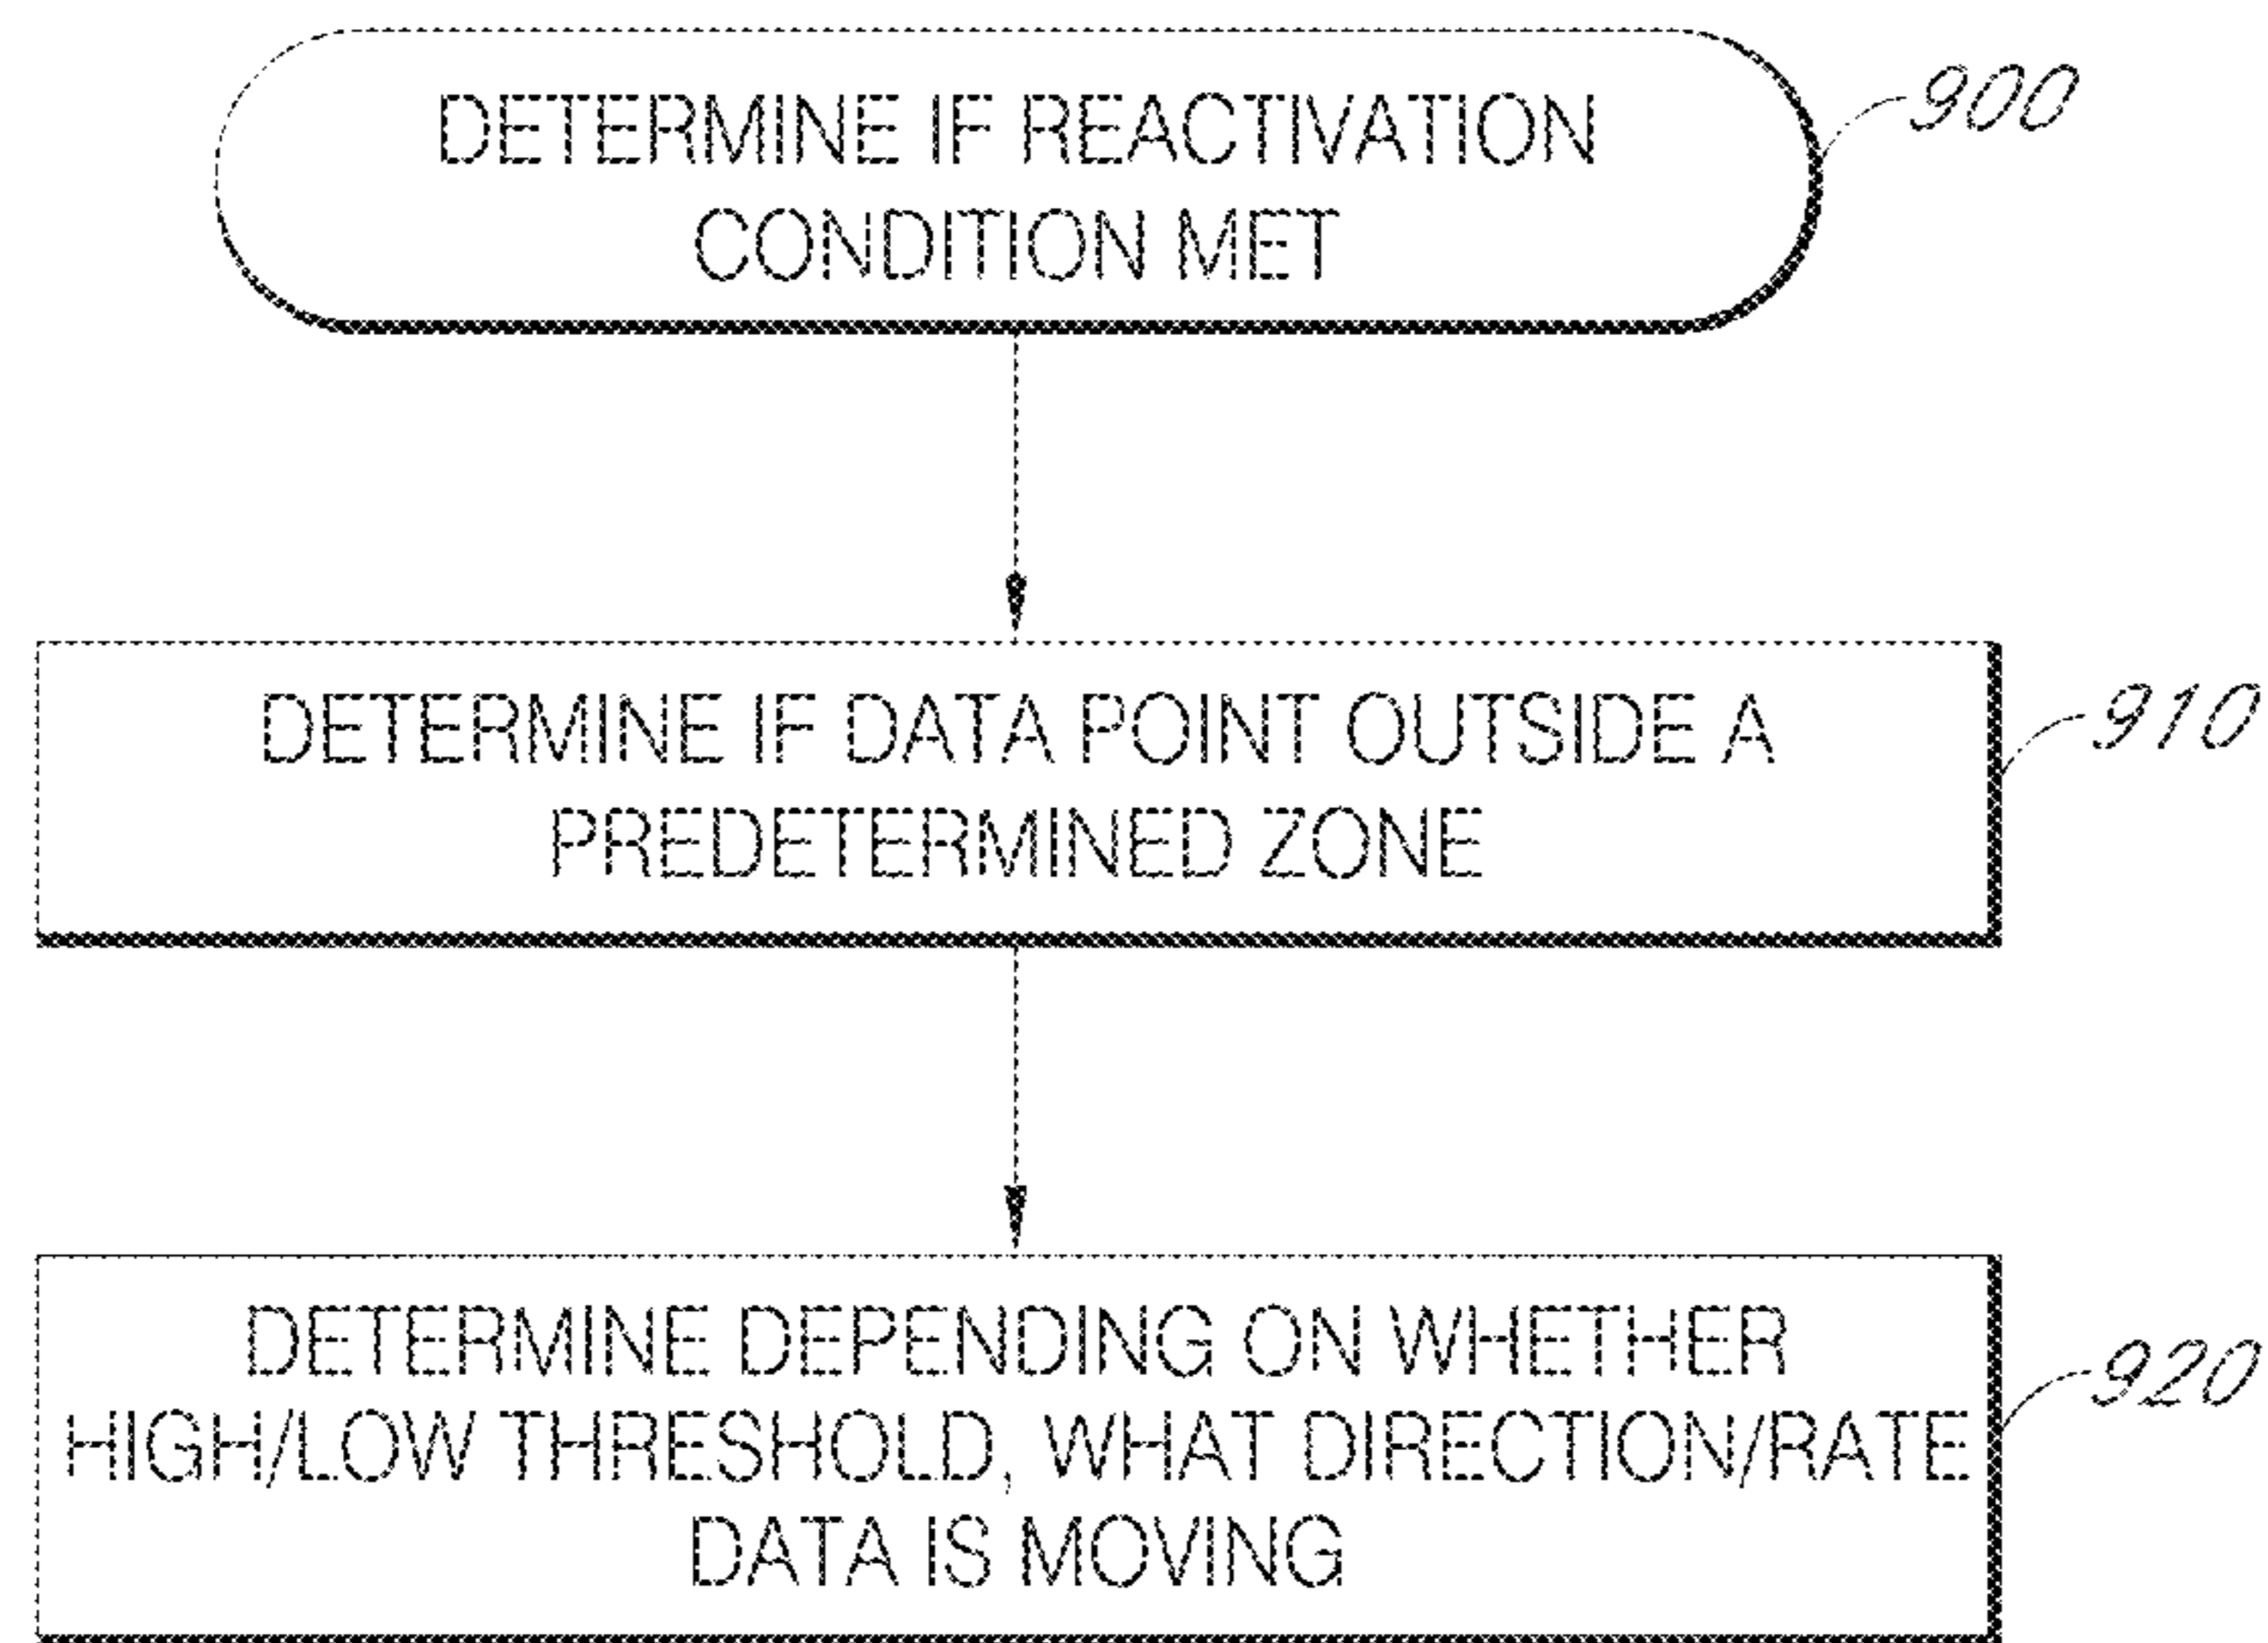 DETERMINE IF REACTIVATION
CONDITION MET
900
DETERMINE IF DATA POINT OUTSIDE A
PREDETERMINED ZONE
910
DETERMINE DEPENDING ON WHETHER
HIGH/LOW THRESHOLD, WHAT DIRECTION/RATE
DATA IS MOVING
920